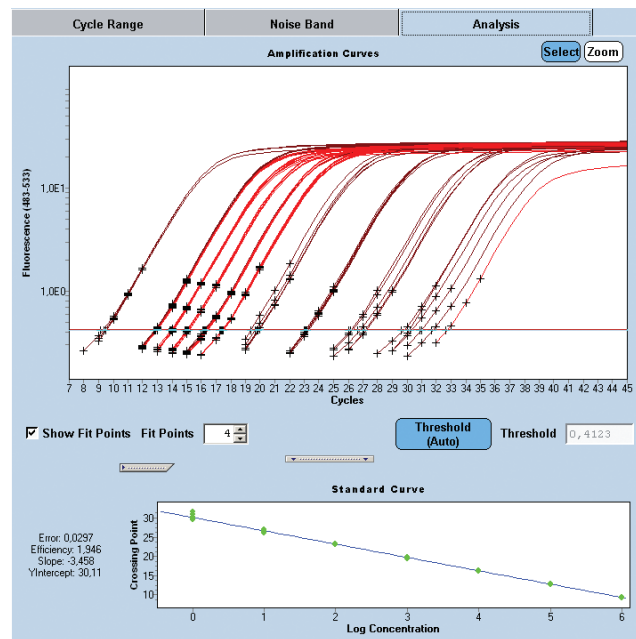 Cycle Range Noise Band Analysis
Amplification Curves
Select Zoom
Fluorescence (483-533)
1,0E1
1,0E0
7 8 9 10 11 12 13 14 15 16 17 18 19 20 21 22 23 24 25 26 27 28 29 30 31 32 33 34 35 36 37 38 39 40 41 42 43 44 45
Cycles
Show Fit Points Fit Points 4 Threshold (Auto) Threshold 0,4123
Standard Curve
Error: 0,0297
Efficiency: 1,946
Slope: -3,458
YIntercept: 30,11
Crossing Point
30
25
20
15
10
0 1 2 3 4 5 6
Log Concentration